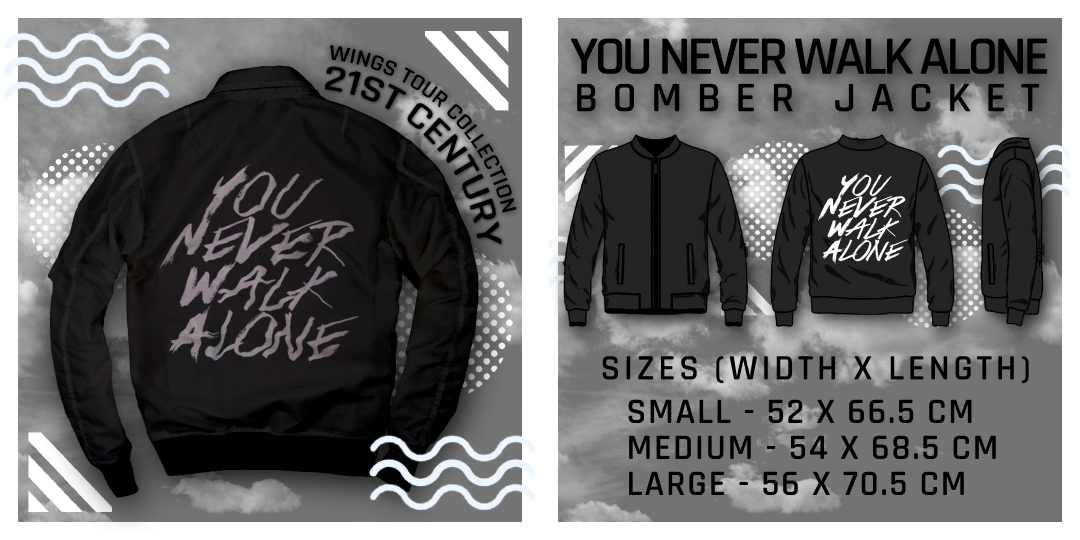 WINGS TOUR COLLECTION
21ST CENTURY
YOU
NEVER
WALK
ALONE
YOU NEVER WALK ALONE
BOMBER JACKET
YOU
NEVER
WALK
ALONE
SIZES (WIDTH X LENGTH)
SMALL - 52 X 66.5 CM
MEDIUM - 54 X 68.5 CM
LARGE - 56 X 70.5 CM